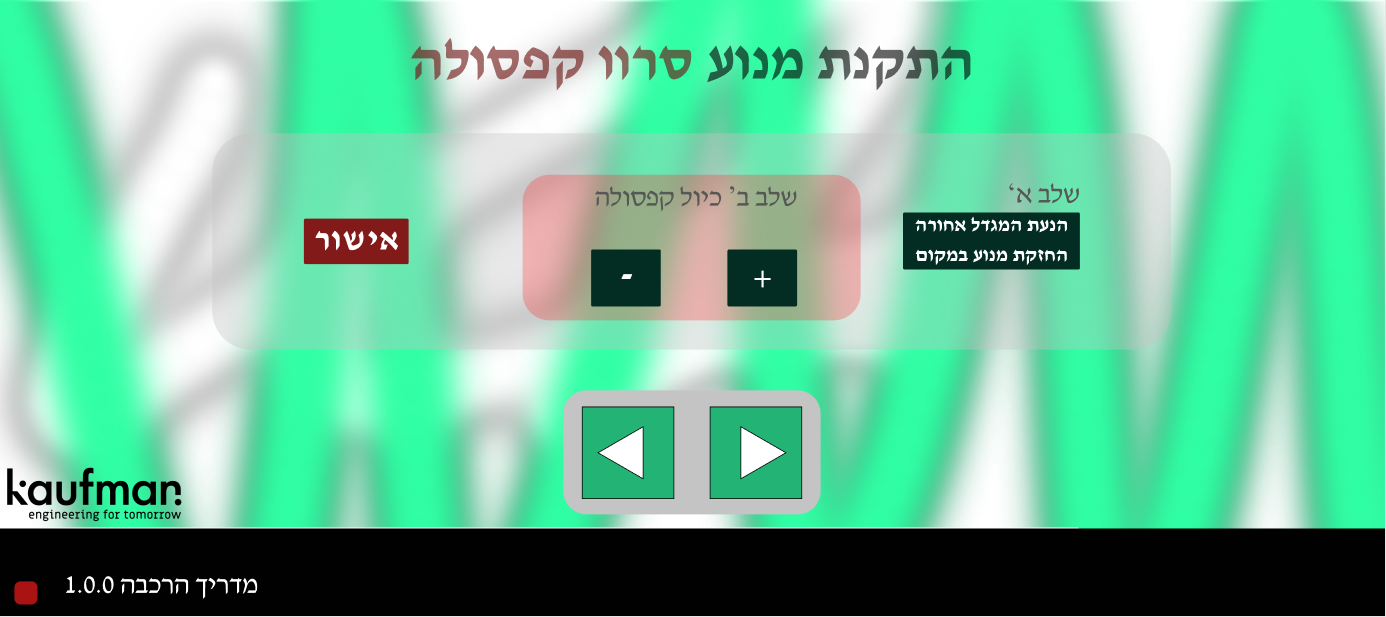 התקנת מנוע סרוו קפסולה
שלב א'
הנעת המגדל אחורה
החזקת מנוע במקום
שלב ב' כיול קפסולה
+
-
אישור
kaufman
engineering for tomorrow
מדריך הרכבה 1.0.0